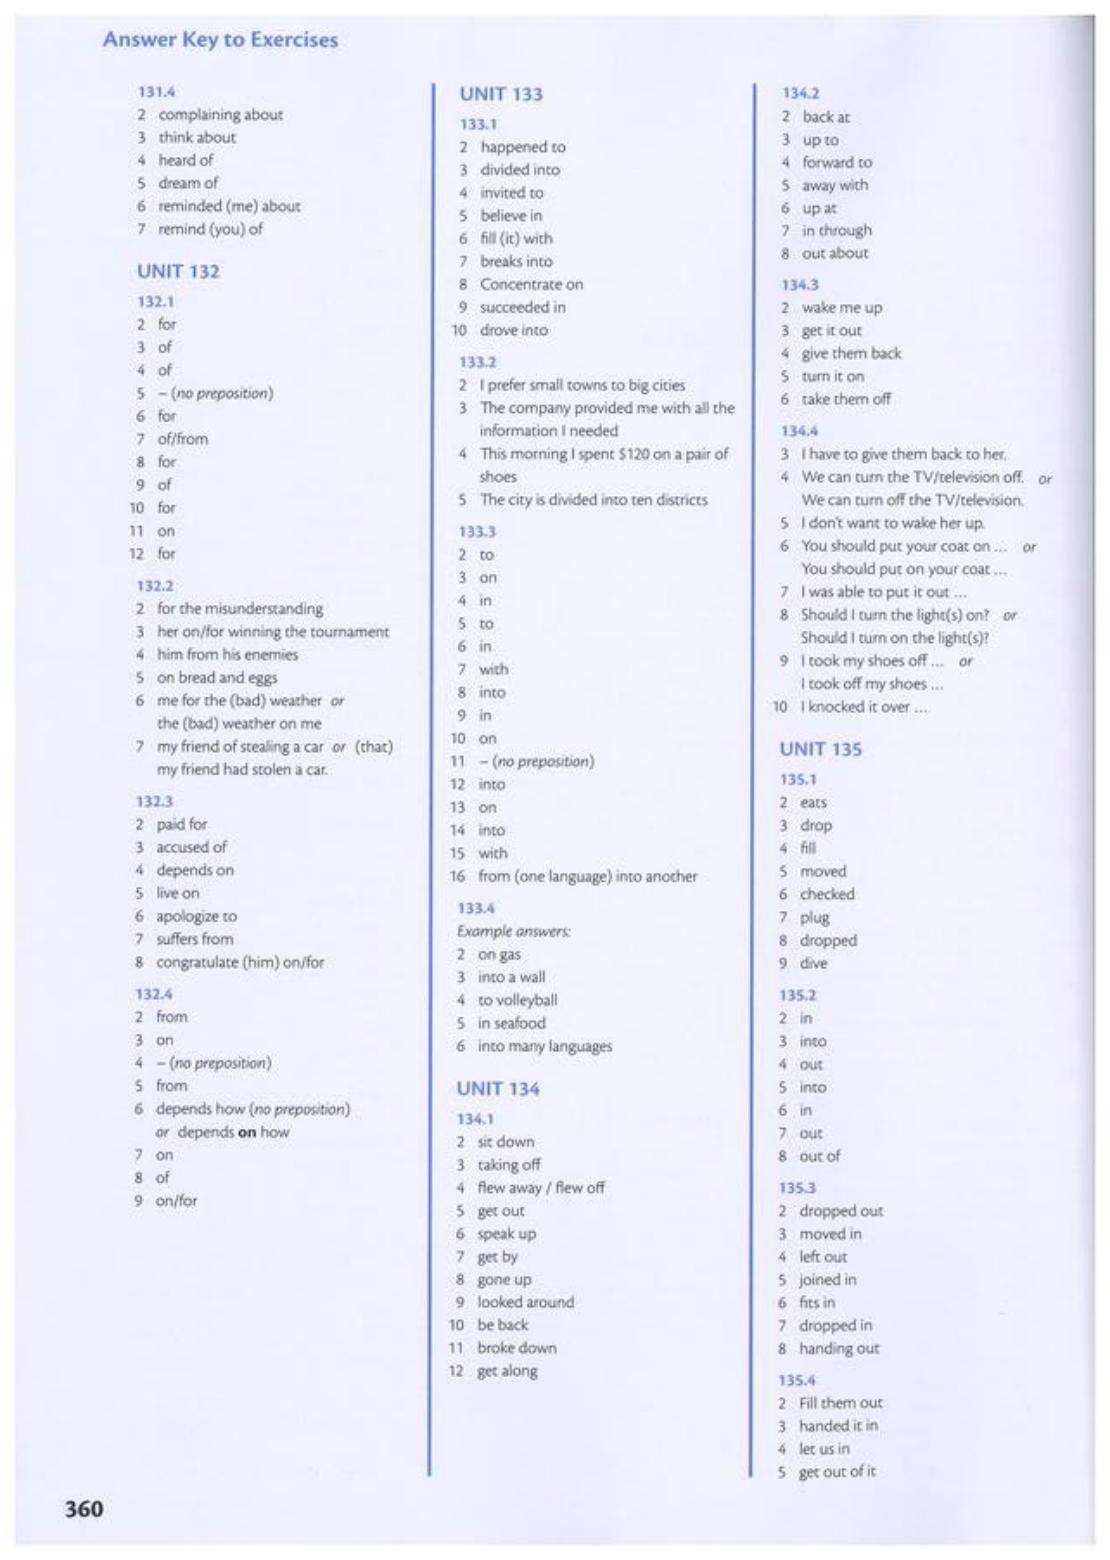 Answer Key to Exercises
131.4
2 complaining about
3 think about
4 heard of
5 dream of
6 reminded (me) about
7 remind (you) of
UNIT 132
132.1
2 for
3 of
4 of
5 – (no preposition)
6 for
7 of/from
8 for
9 of
10 for
11 on
12 for
132.2
2 for the misunderstanding
3 her on/for winning the tournament
4 him from his enemies
5 on bread and eggs
6 me for the (bad) weather or
the (bad) weather on me
7 my friend of stealing a car or (that)
my friend had stolen a car.
132.3
2 paid for
3 accused of
4 depends on
5 live on
6 apologize to
7 suffers from
8 congratulate (him) on/for
132.4
2 from
3 on
4 – (no preposition)
5 from
6 depends how (no preposition)
or depends on how
7 on
8 of
9 on/for
UNIT 133
133.1
2 happened to
3 divided into
4 invited to
5 believe in
6 fill (it) with
7 breaks into
8 Concentrate on
9 succeeded in
10 drove into
133.2
2 I prefer small towns to big cities
3 The company provided me with all the
information I needed
4 This morning I spent $120 on a pair of
shoes
5 The city is divided into ten districts
133.3
2 to
3 on
4 in
5 to
6 in
7 with
8 into
9 in
10 on
11 – (no preposition)
12 into
13 on
14 into
15 with
16 from (one language) into another
133.4
Example answers:
2 on gas
3 into a wall
4 to volleyball
5 in seafood
6 into many languages
UNIT 134
134.1
2 sit down
3 taking off
4 flew away / flew off
5 get out
6 speak up
7 get by
8 gone up
9 looked around
10 be back
11 broke down
12 get along
134.2
2 back at
3 up to
4 forward to
5 away with
6 up at
7 in through
8 out about
134.3
2 wake me up
3 get it out
4 give them back
5 turn it on
6 take them off
134.4
3 I have to give them back to her.
4 We can turn the TV/television off. or
We can turn off the TV/television.
5 I don't want to wake her up.
6 You should put your coat on ... or
You should put on your coat ...
7 I was able to put it out ...
8 Should I turn the light(s) on? or
Should I turn on the light(s)?
9 I took my shoes off ... or
I took off my shoes ...
10 I knocked it over ...
UNIT 135
135.1
2 eats
3 drop
4 fill
5 moved
6 checked
7 plug
8 dropped
9 dive
135.2
2 in
3 into
4 out
5 into
6 in
7 out
8 out of
135.3
2 dropped out
3 moved in
4 left out
5 joined in
6 fits in
7 dropped in
8 handing out
135.4
2 Fill them out
3 handed it in
4 let us in
5 get out of it
360